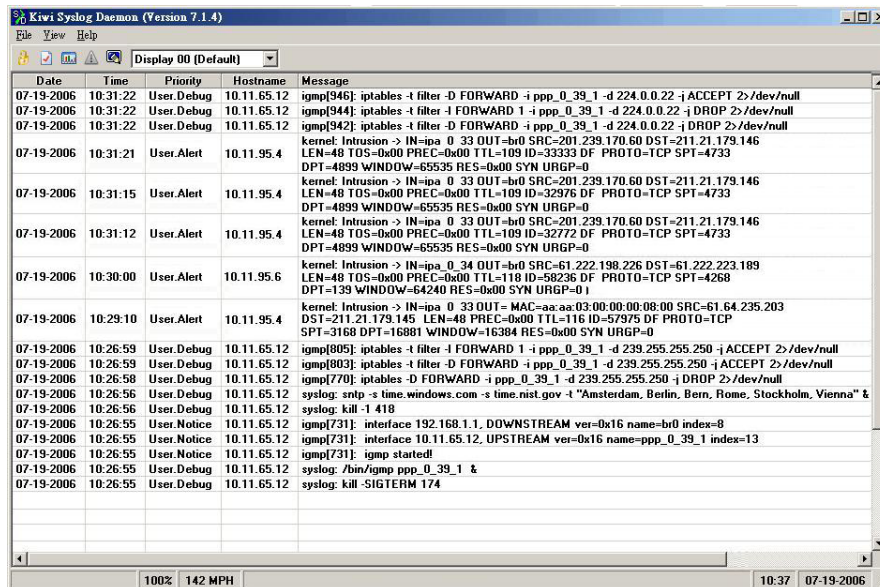 Kiwi Syslog Daemon (Version 7.1.4)
File View Help
Display 00 (Default)
Date Time Priority Hostname Message
07-19-2006 10:31:22 User.Debug 10.11.65.12 igmp[946]: iptables -t filter -D FORWARD -i ppp_0_39_1 -d 224.0.0.22 -j ACCEPT 2>/dev/null
07-19-2006 10:31:22 User.Debug 10.11.65.12 igmp[944]: iptables -t filter -I FORWARD 1 -i ppp_0_39_1 -d 224.0.0.22 -j DROP 2>/dev/null
07-19-2006 10:31:22 User.Debug 10.11.65.12 igmp[942]: iptables -t filter -D FORWARD -i ppp_0_39_1 -d 224.0.0.22 -j DROP 2>/dev/null
07-19-2006 10:31:21 User.Alert 10.11.95.4 kernel: Intrusion -> IN=ipa_0_33 OUT=br0 SRC=201.239.170.60 DST=211.21.179.146
LEN=48 TOS=0x00 PREC=0x00 TTL=109 ID=33333 DF PROTO=TCP SPT=4733
DPT=4899 WINDOW=65535 RES=0x00 SYN URGP=0
07-19-2006 10:31:15 User.Alert 10.11.95.4 kernel: Intrusion -> IN=ipa_0_33 OUT=br0 SRC=201.239.170.60 DST=211.21.179.146
LEN=48 TOS=0x00 PREC=0x00 TTL=109 ID=32976 DF PROTO=TCP SPT=4733
DPT=4899 WINDOW=65535 RES=0x00 SYN URGP=0
07-19-2006 10:31:12 User.Alert 10.11.95.4 kernel: Intrusion -> IN=ipa_0_33 OUT=br0 SRC=201.239.170.60 DST=211.21.179.146
LEN=48 TOS=0x00 PREC=0x00 TTL=109 ID=32772 DF PROTO=TCP SPT=4733
DPT=4899 WINDOW=65535 RES=0x00 SYN URGP=0
07-19-2006 10:30:00 User.Alert 10.11.95.6 kernel: Intrusion -> IN=ipa_0_34 OUT=br0 SRC=61.222.198.226 DST=61.222.223.189
LEN=48 TOS=0x00 PREC=0x00 TTL=118 ID=58236 DF PROTO=TCP SPT=4268
DPT=139 WINDOW=64240 RES=0x00 SYN URGP=0
07-19-2006 10:29:10 User.Alert 10.11.95.4 kernel: Intrusion -> IN=ipa_0_33 OUT= MAC=aa:aa:03:00:00:00:08:00 SRC=61.64.235.203
DST=211.21.179.145 LEN=48 TOS=0x00 PREC=0x00 TTL=116 ID=57975 DF PROTO=TCP
SPT=3168 DPT=16881 WINDOW=16384 RES=0x00 SYN URGP=0
07-19-2006 10:26:59 User.Debug 10.11.65.12 igmp[805]: iptables -t filter -I FORWARD 1 -i ppp_0_39_1 -d 239.255.255.250 -j ACCEPT 2>/dev/null
07-19-2006 10:26:59 User.Debug 10.11.65.12 igmp[803]: iptables -t filter -D FORWARD -i ppp_0_39_1 -d 239.255.255.250 -j ACCEPT 2>/dev/null
07-19-2006 10:26:58 User.Debug 10.11.65.12 igmp[770]: iptables -D FORWARD -i ppp_0_39_1 -d 239.255.255.250 -j DROP 2>/dev/null
07-19-2006 10:26:56 User.Debug 10.11.65.12 syslog: sntp -s time.windows.com -s time.nist.gov -t "Amsterdam, Berlin, Bern, Rome, Stockholm, Vienna" &
07-19-2006 10:26:56 User.Debug 10.11.65.12 syslog: kill -1 418
07-19-2006 10:26:55 User.Notice 10.11.65.12 igmp[731]: interface 192.168.1.1, DOWNSTREAM ver=0x16 name=br0 index=8
07-19-2006 10:26:55 User.Notice 10.11.65.12 igmp[731]: interface 10.11.65.12, UPSTREAM ver=0x16 name=ppp_0_39_1 index=13
07-19-2006 10:26:55 User.Notice 10.11.65.12 igmp[731]: igmp started!
07-19-2006 10:26:55 User.Debug 10.11.65.12 syslog: /bin/igmp ppp_0_39_1 &
07-19-2006 10:26:55 User.Debug 10.11.65.12 syslog: kill -SIGTERM 174
100% 142 MPH 10:37 07-19-2006